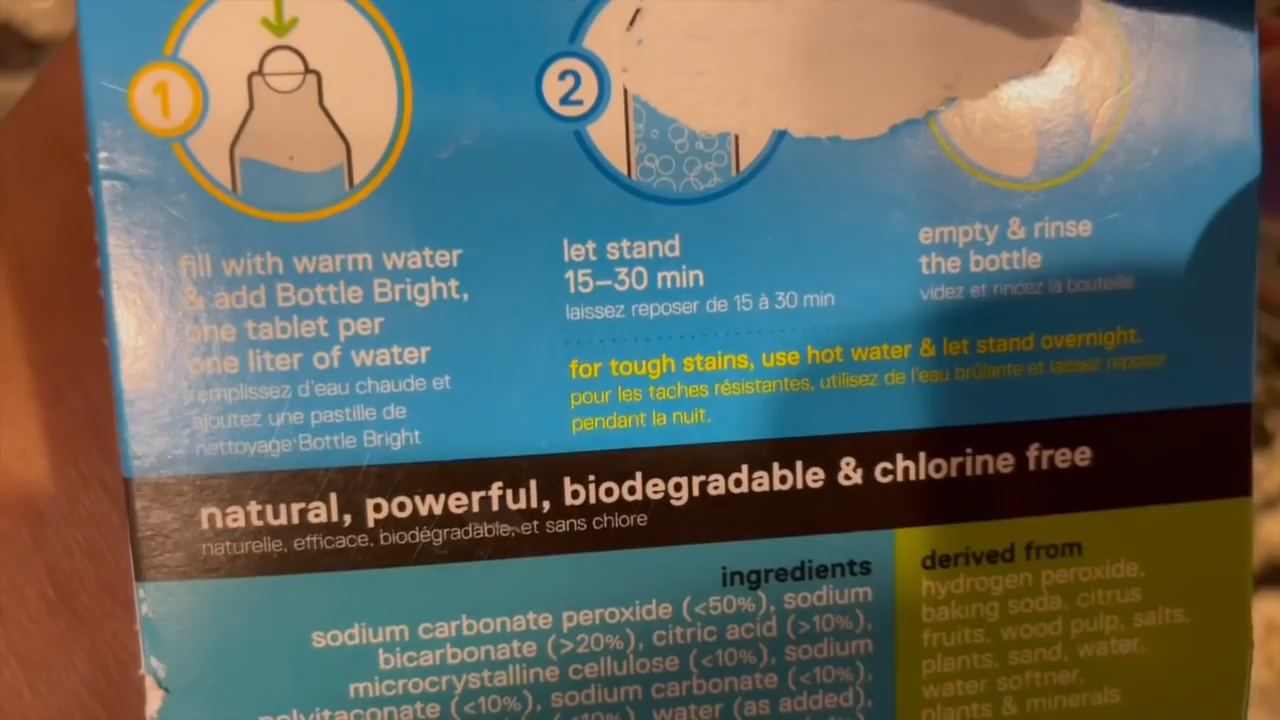 1
fill with warm water
& add Bottle Bright,
one tablet per
one liter of water
remplissez d'eau chaude et
ajoutez une pastille de
nettoyage Bottle Bright
2
let stand
15–30 min
laissez reposer de 15 à 30 min
for tough stains, use hot water & let stand overnight.
pour les taches résistantes, utilisez de l'eau brûlante et laissez reposer
pendant la nuit.
empty & rinse
the bottle
videz et rincez la bouteille
natural, powerful, biodegradable & chlorine free
naturelle, efficace, biodégradable, et sans chlore
ingredients
sodium carbonate peroxide (<50%), sodium
bicarbonate (>20%), citric acid (>10%),
microcrystalline cellulose (<10%), sodium
polyitaconate (<10%), sodium carbonate (<10%),
water (as added),
derived from
hydrogen peroxide,
baking soda, citrus
fruits, wood pulp, salts,
plants, sand, water,
water softner,
plants & minerals